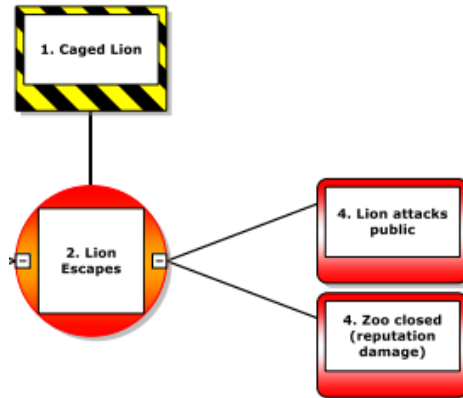 1. Caged Lion
2. Lion
Escapes
4. Lion attacks
public
4. Zoo closed
(reputation
damage)